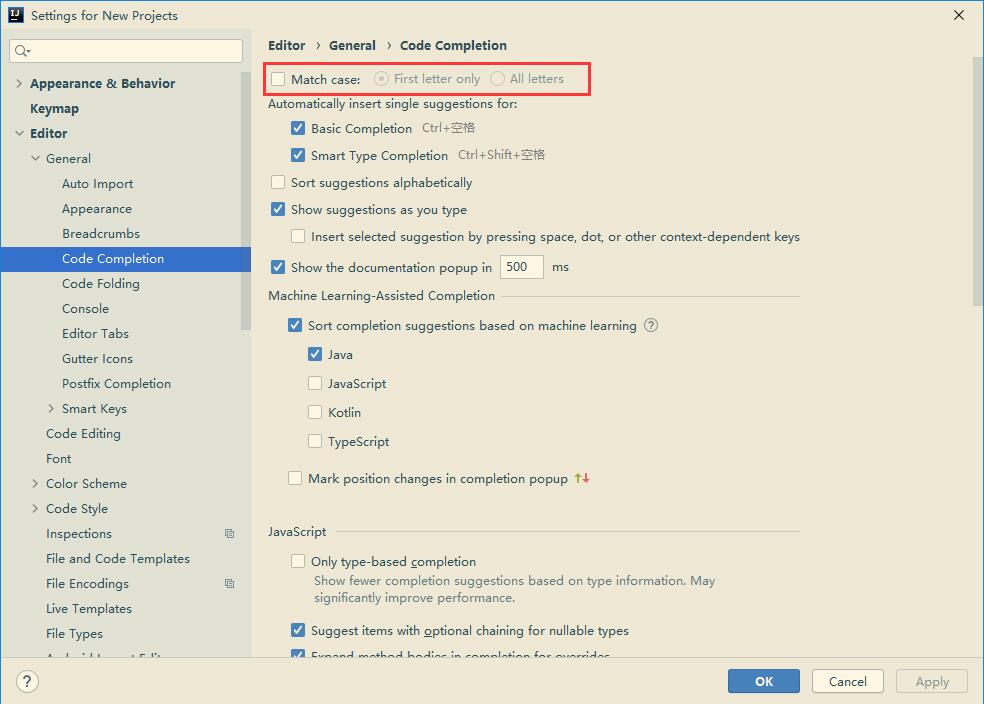 Settings for New Projects
Appearance & Behavior
Keymap
Editor
General
Auto Import
Appearance
Breadcrumbs
Code Completion
Code Folding
Console
Editor Tabs
Gutter Icons
Postfix Completion
Smart Keys
Code Editing
Font
Color Scheme
Code Style
Inspections
File and Code Templates
File Encodings
Live Templates
File Types
Editor › General › Code Completion
Match case: First letter only All letters
Automatically insert single suggestions for:
Basic Completion Ctrl+空格
Smart Type Completion Ctrl+Shift+空格
Sort suggestions alphabetically
Show suggestions as you type
Insert selected suggestion by pressing space, dot, or other context-dependent keys
Show the documentation popup in 500 ms
Machine Learning-Assisted Completion
Sort completion suggestions based on machine learning ?
Java
JavaScript
Kotlin
TypeScript
Mark position changes in completion popup
JavaScript
Only type-based completion
Show fewer completion suggestions based on type information. May
significantly improve performance.
Suggest items with optional chaining for nullable types
Expand method bodies in completion for overrides
? OK Cancel Apply